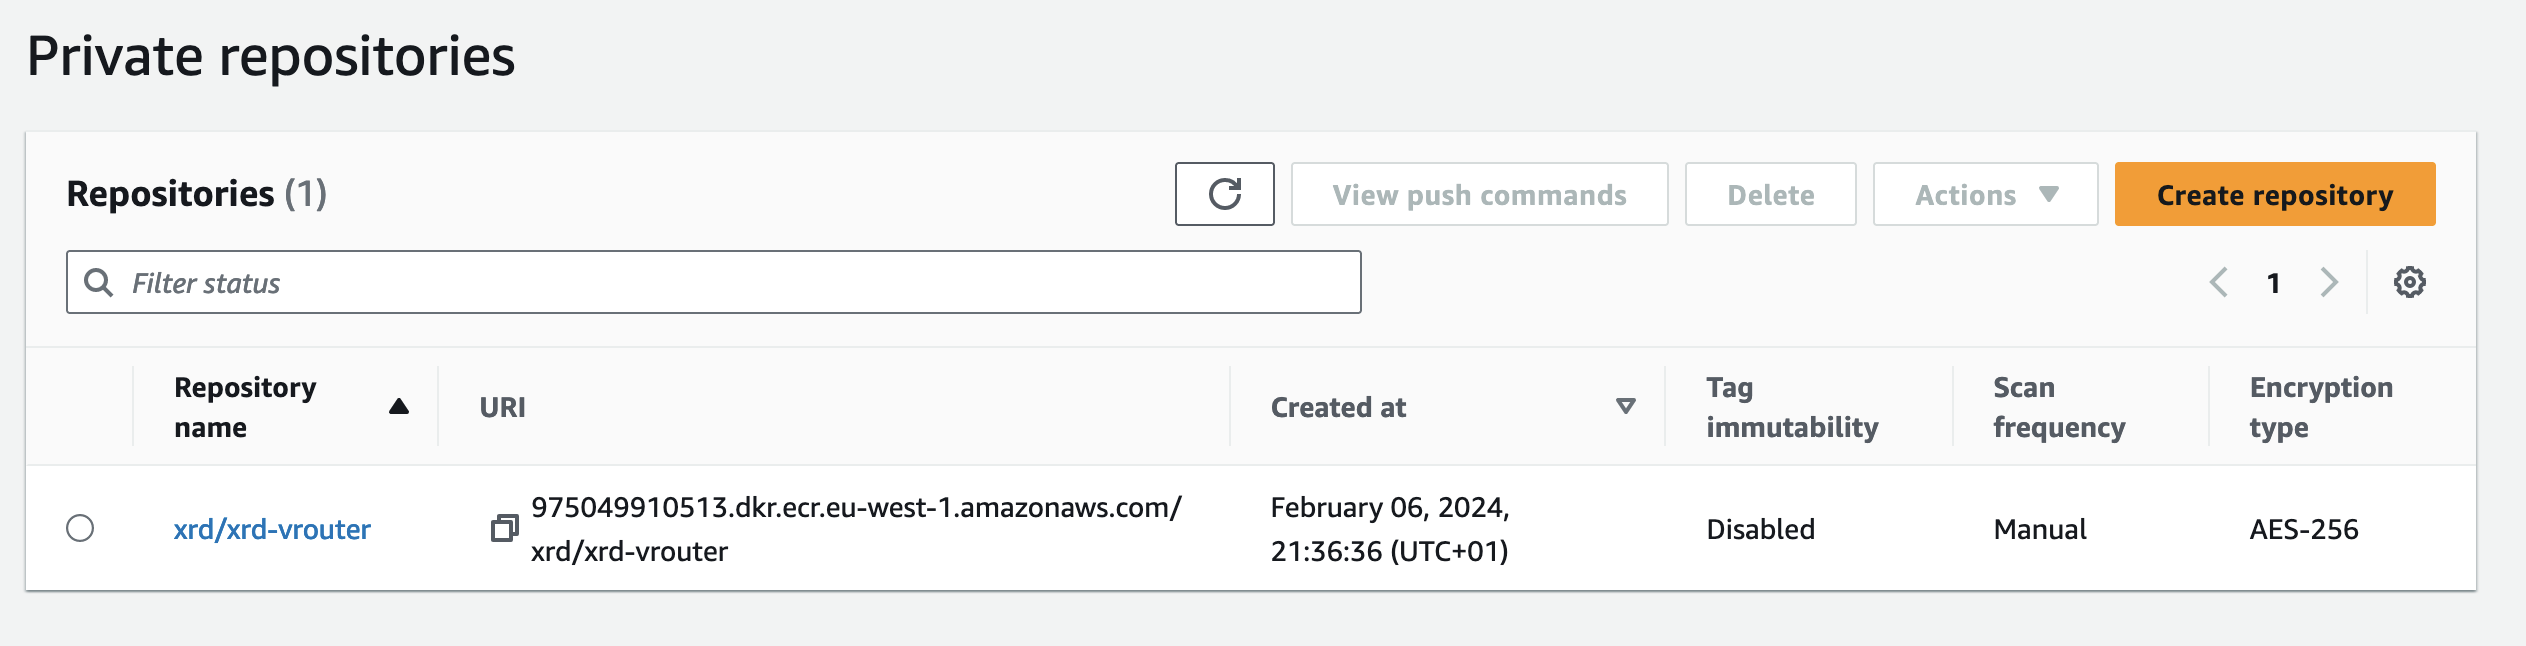 Private repositories
Repositories (1)
View push commands
Delete
Actions
Create repository
Filter status
1
Repository name
URI
Created at
Tag immutability
Scan frequency
Encryption type
xrd/xrd-vrouter
975049910513.dkr.ecr.eu-west-1.amazonaws.com/
xrd/xrd-vrouter
February 06, 2024,
21:36:36 (UTC+01)
Disabled
Manual
AES-256